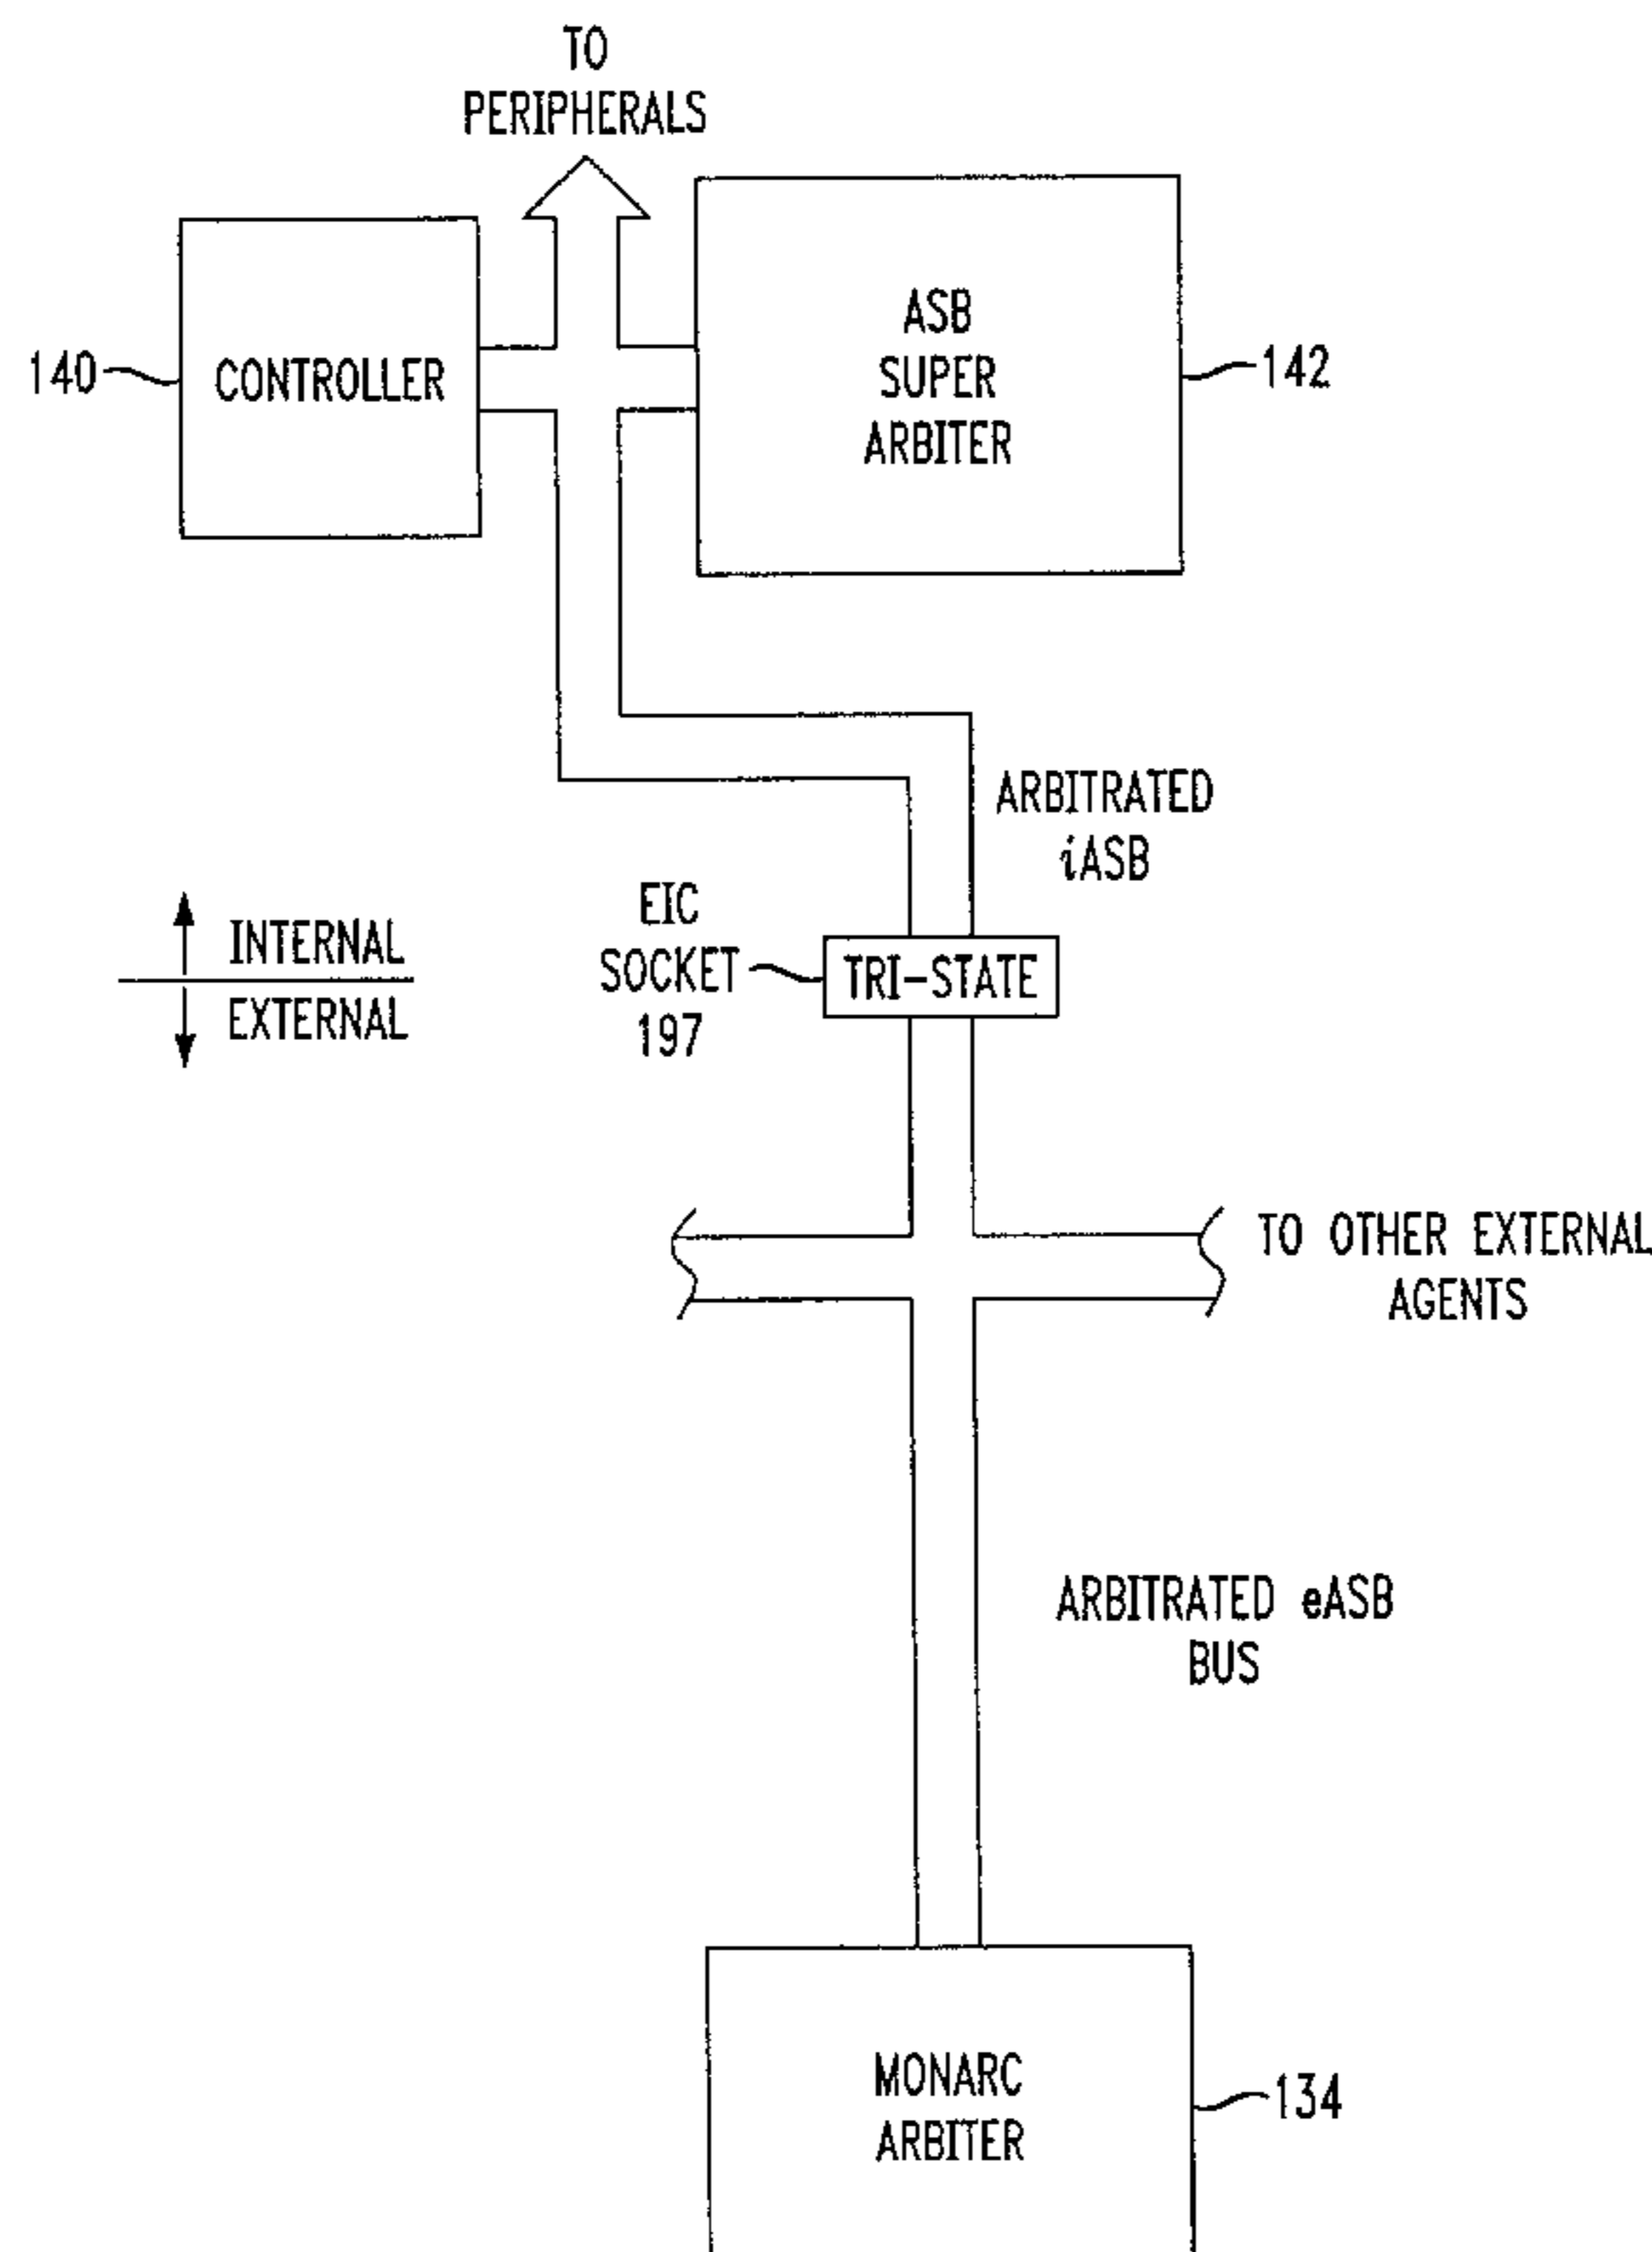 TO
PERIPHERALS
140
CONTROLLER
ASB
SUPER
ARBITER
142
ARBITRATED
iASB
INTERNAL
EXTERNAL
EIC
SOCKET
197
TRI-STATE
TO OTHER EXTERNAL
AGENTS
ARBITRATED eASB
BUS
MONARC
ARBITER
134